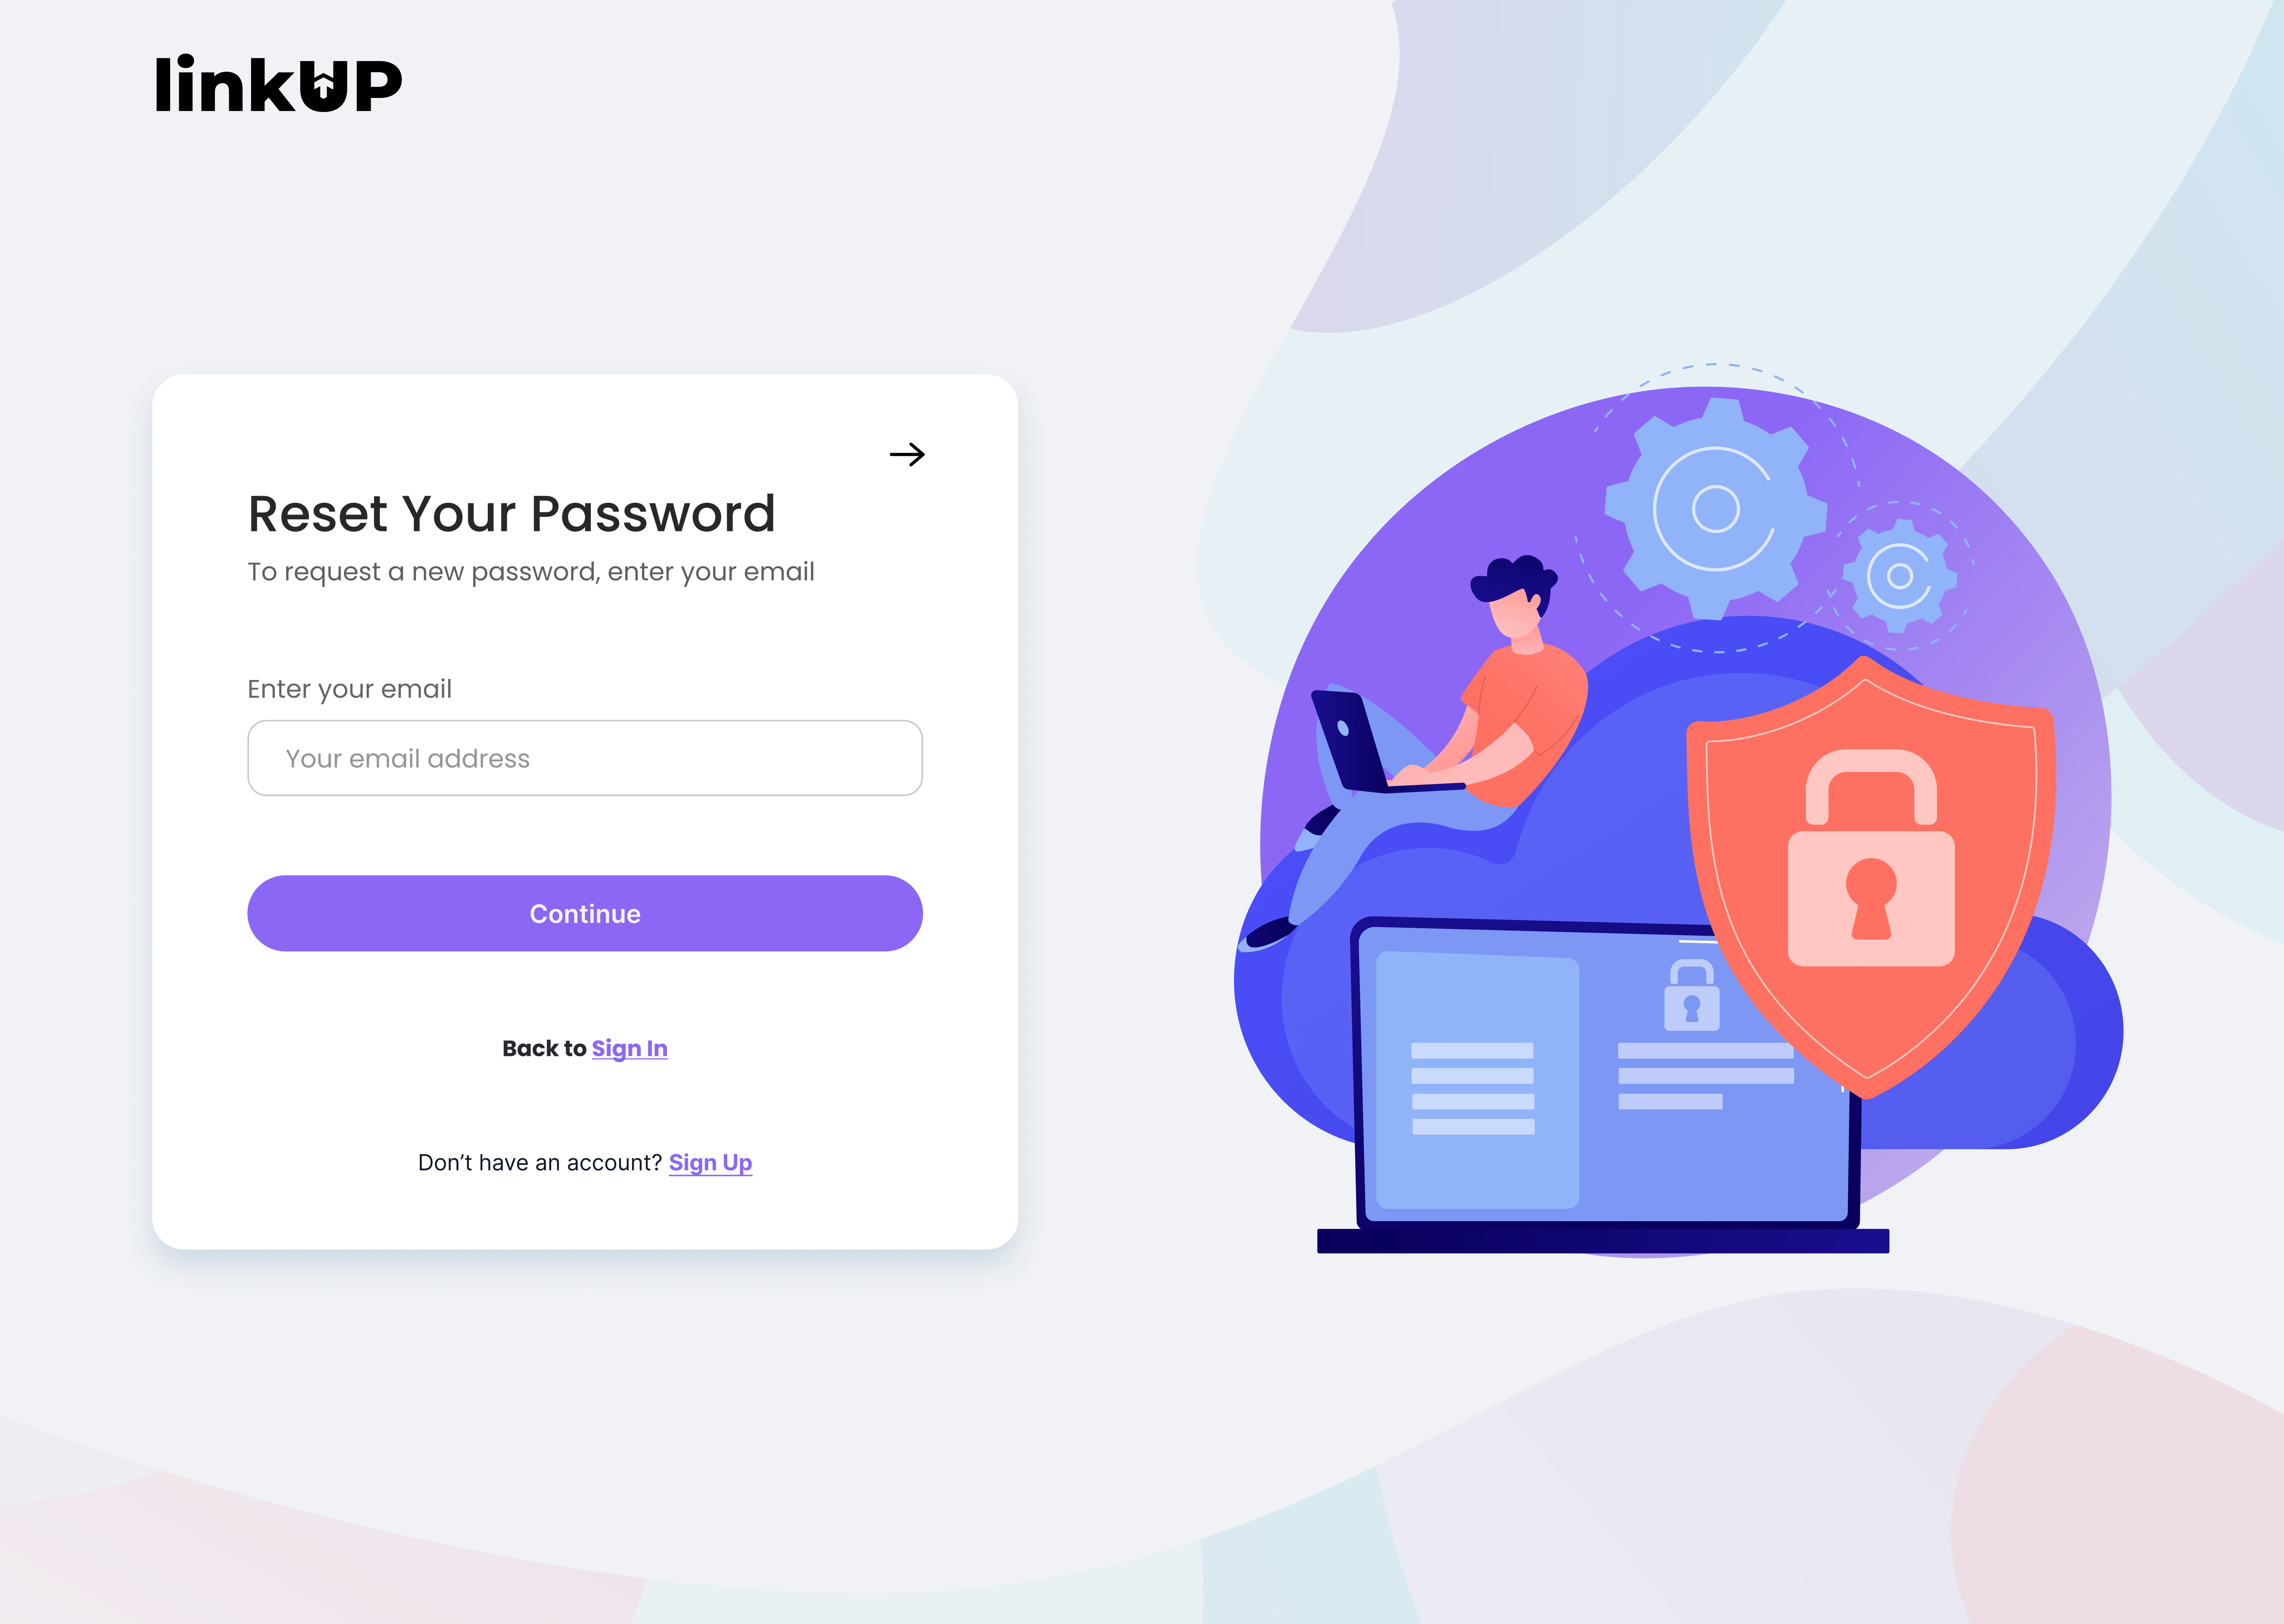 linkUP
Reset Your Password
To request a new password, enter your email
Enter your email
Your email address
Continue
Back to Sign In
Don’t have an account? Sign Up